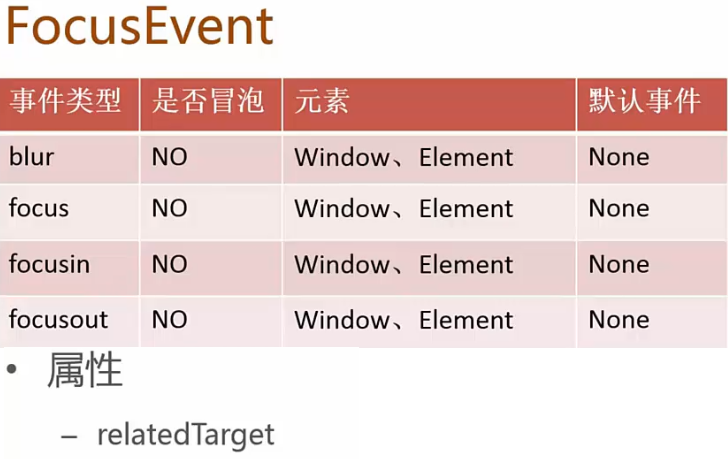 FocusEvent
事件类型 是否冒泡 元素 默认事件
blur NO Window、Element None
focus NO Window、Element None
focusin NO Window、Element None
focusout NO Window、Element None
• 属性
– relatedTarget